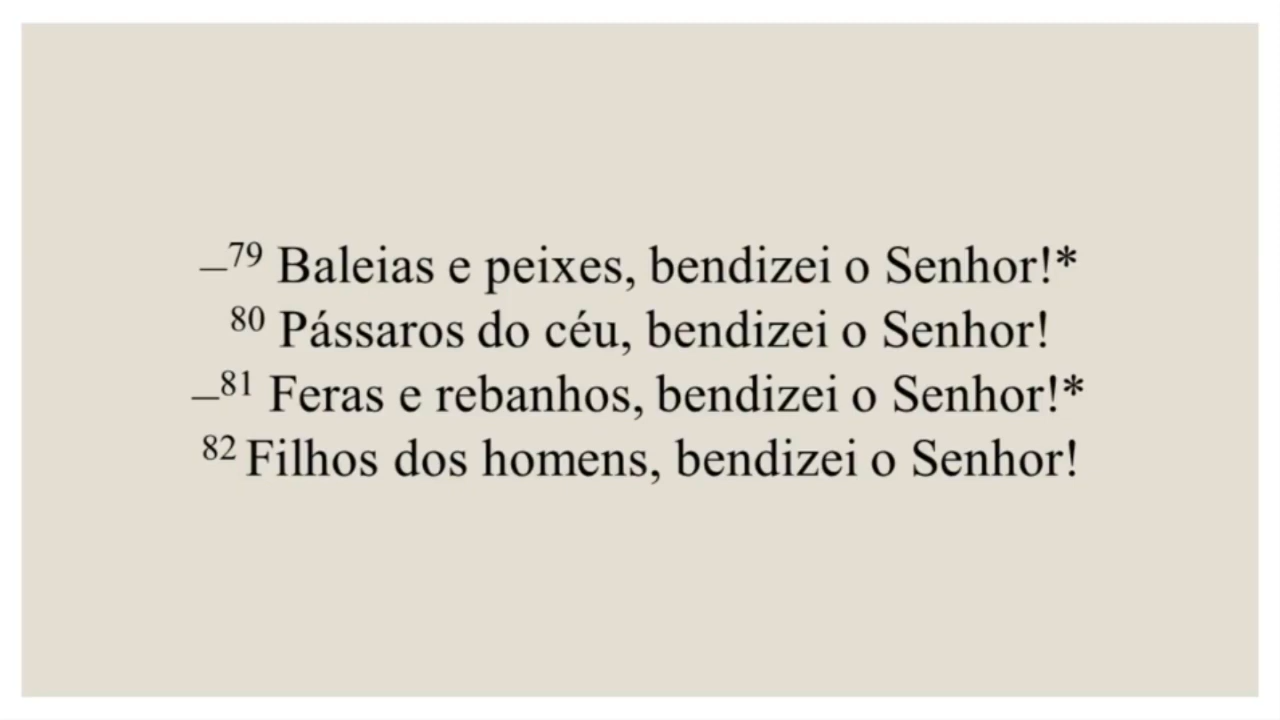 –79 Baleias e peixes, bendizei o Senhor!*
80 Pássaros do céu, bendizei o Senhor!
–81 Feras e rebanhos, bendizei o Senhor!*
82 Filhos dos homens, bendizei o Senhor!